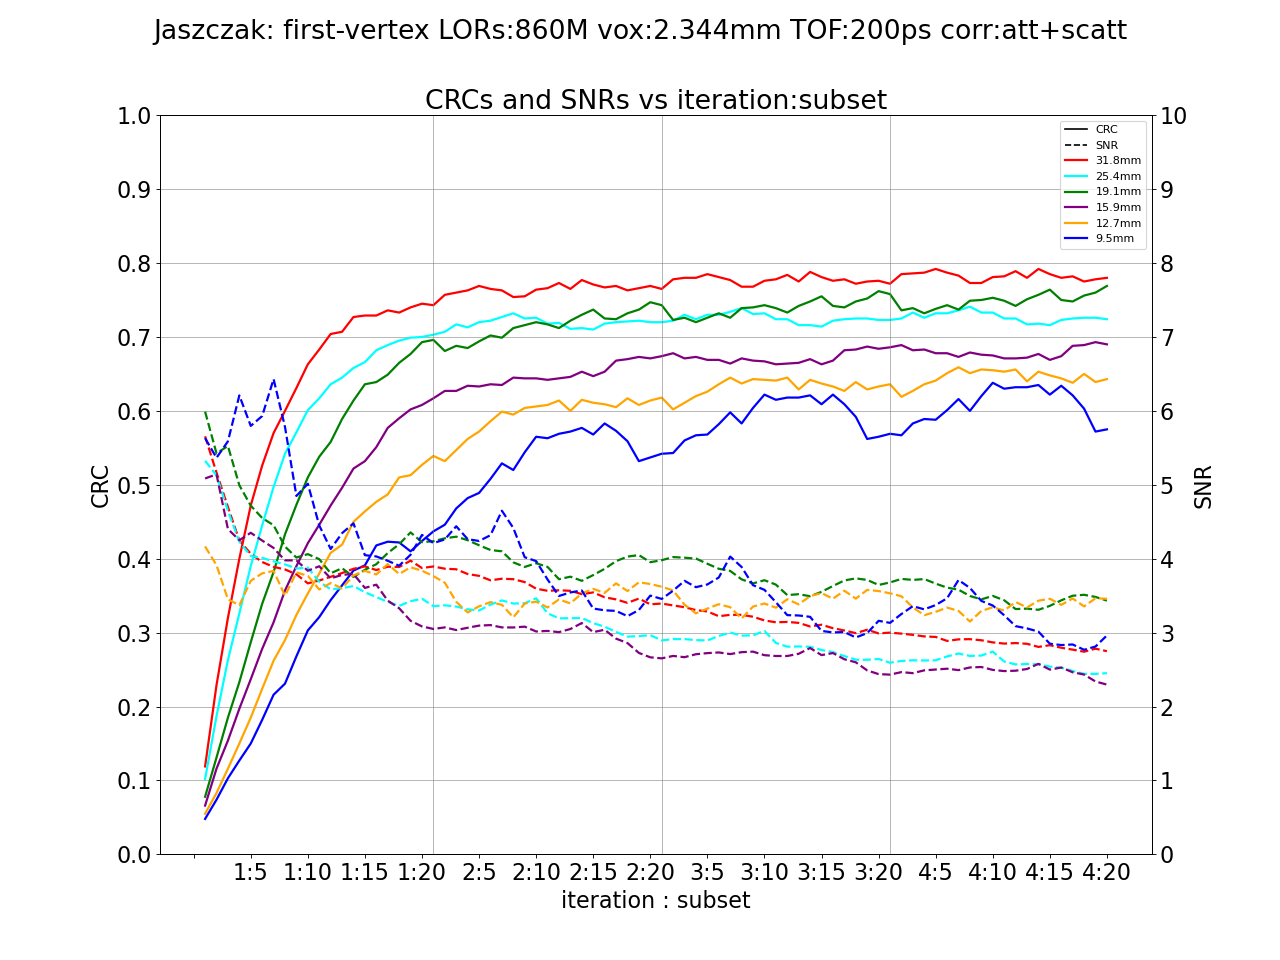 Jaszczak: first-vertex LORs:860M vox:2.344mm TOF:200ps corr:att+scatt
CRCs and SNRs vs iteration:subset
1.0
0.9
0.8
0.7
0.6
0.5
0.4
0.3
0.2
0.1
0.0
CRC
10
9
8
7
6
5
4
3
2
1
0
SNR
CRC
SNR
31.8mm
25.4mm
19.1mm
15.9mm
12.7mm
9.5mm
1:5 1:10 1:15 1:20 2:5 2:10 2:15 2:20 3:5 3:10 3:15 3:20 4:5 4:10 4:15 4:20
iteration : subset